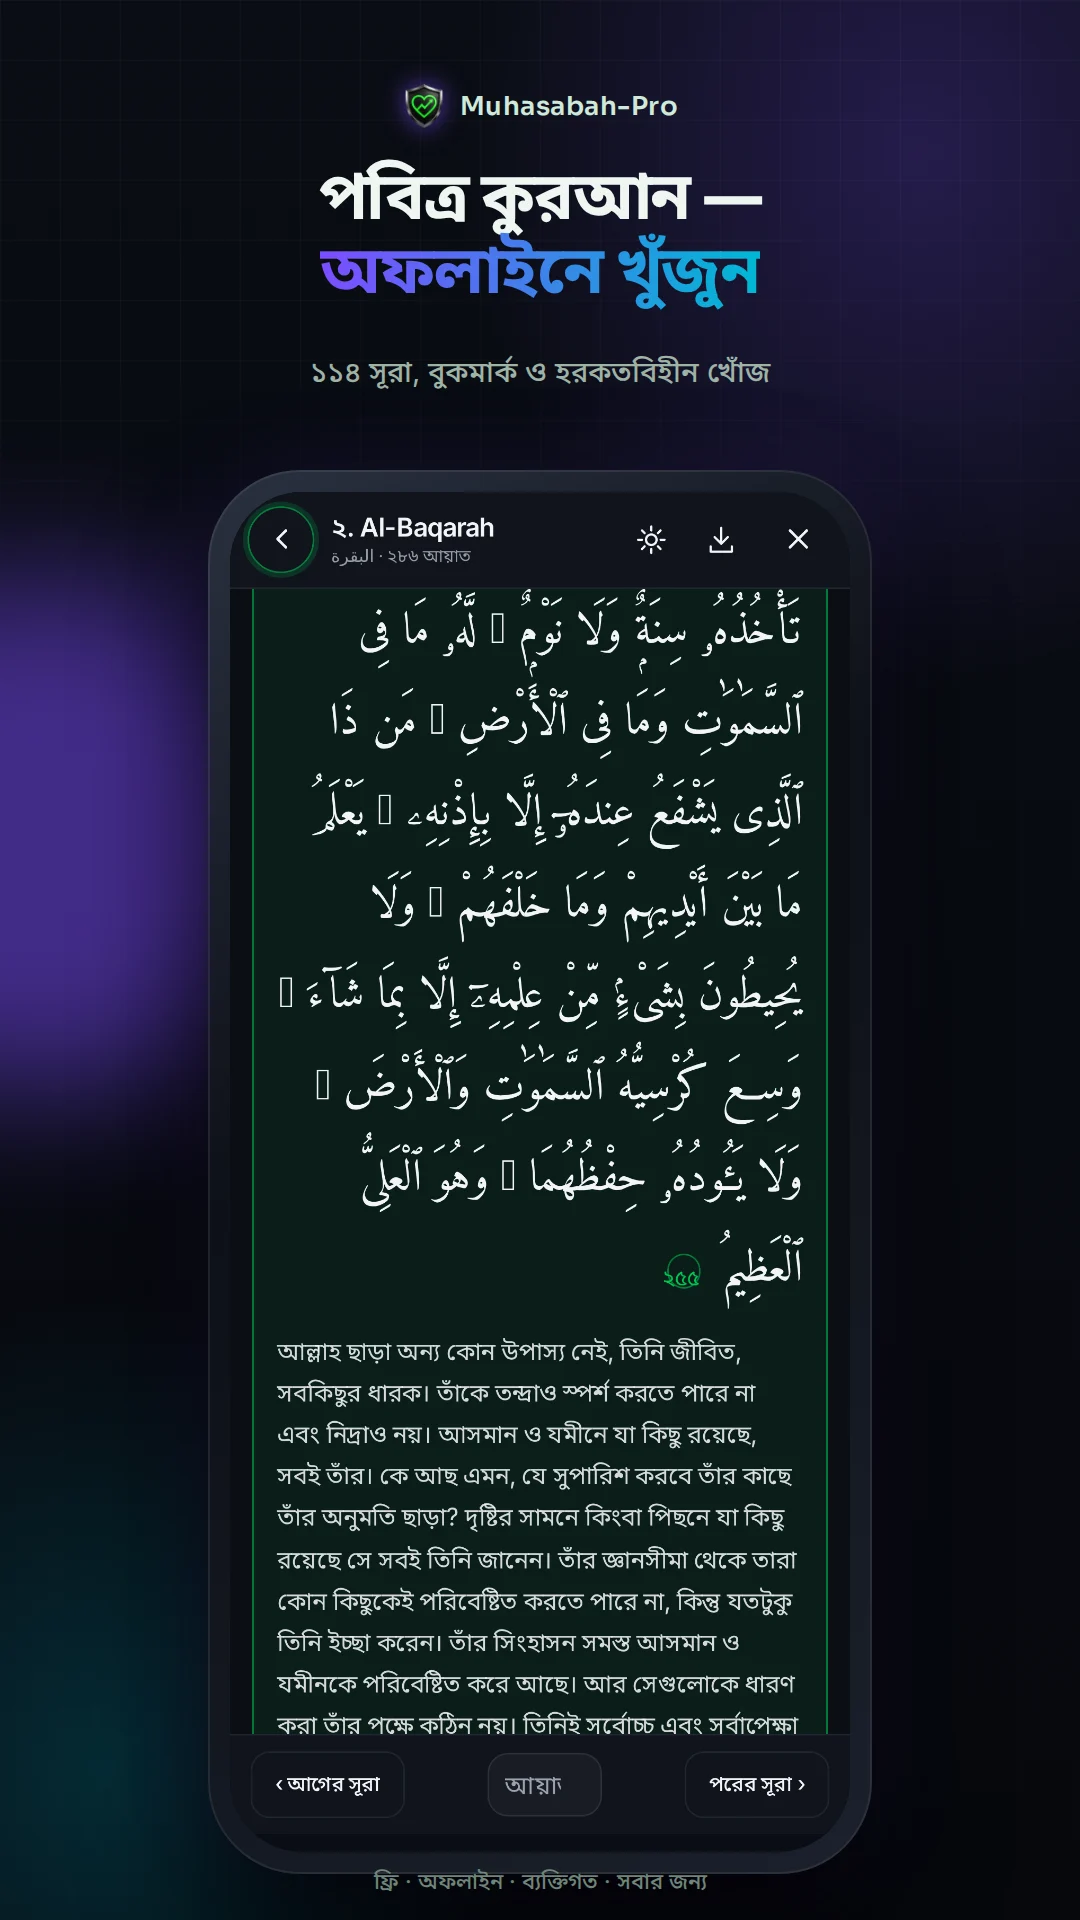 Muhasabah-Pro
পবিত্র কুরআন —
অফলাইনে খুঁজুন
১১৪ সূরা, বুকমার্ক ও হরকতবিহীন খোঁজ
২. Al-Baqarah
البقرة · ২৮৬ আয়াত
تَأْخُذُهُۥ سِنَةٌۭ وَلَا نَوْمٌۭ ۚ لَّهُۥ مَا فِى
ٱلسَّمَـٰوَٰتِ وَمَا فِى ٱلْأَرْضِ ۗ مَن ذَا
ٱلَّذِى يَشْفَعُ عِندَهُۥٓ إِلَّا بِإِذْنِهِۦ ۚ يَعْلَمُ
مَا بَيْنَ أَيْدِيهِمْ وَمَا خَلْفَهُمْ ۖ وَلَا
يُحِيطُونَ بِشَىْءٍۢ مِّنْ عِلْمِهِۦٓ إِلَّا بِمَا شَآءَ ۚ
وَسِعَ كُرْسِيُّهُ ٱلسَّمَـٰوَٰتِ وَٱلْأَرْضَ ۖ
وَلَا يَـُٔودُهُۥ حِفْظُهُمَا ۚ وَهُوَ ٱلْعَلِىُّ
ٱلْعَظِيمُ ২৫৫
আল্লাহ ছাড়া অন্য কোন উপাস্য নেই, তিনি জীবিত,
সবকিছুর ধারক। তাঁকে তন্দ্রাও স্পর্শ করতে পারে না
এবং নিদ্রাও নয়। আসমান ও যমীনে যা কিছু রয়েছে,
সবই তাঁর। কে আছ এমন, যে সুপারিশ করবে তাঁর কাছে
তাঁর অনুমতি ছাড়া? দৃষ্টির সামনে কিংবা পিছনে যা কিছু
রয়েছে সে সবই তিনি জানেন। তাঁর জ্ঞানসীমা থেকে তারা
কোন কিছুকেই পরিবেষ্টিত করতে পারে না, কিন্তু যতটুকু
তিনি ইচ্ছা করেন। তাঁর সিংহাসন সমস্ত আসমান ও
যমীনকে পরিবেষ্টিত করে আছে। আর সেগুলোকে ধারণ
করা তাঁর পক্ষে কঠিন নয়। তিনিই সর্বোচ্চ এবং সর্বাপেক্ষা
‹ আগের সূরা
পরের সূরা ›
ফ্রি · অফলাইন · ব্যক্তিগত · সবার জন্য